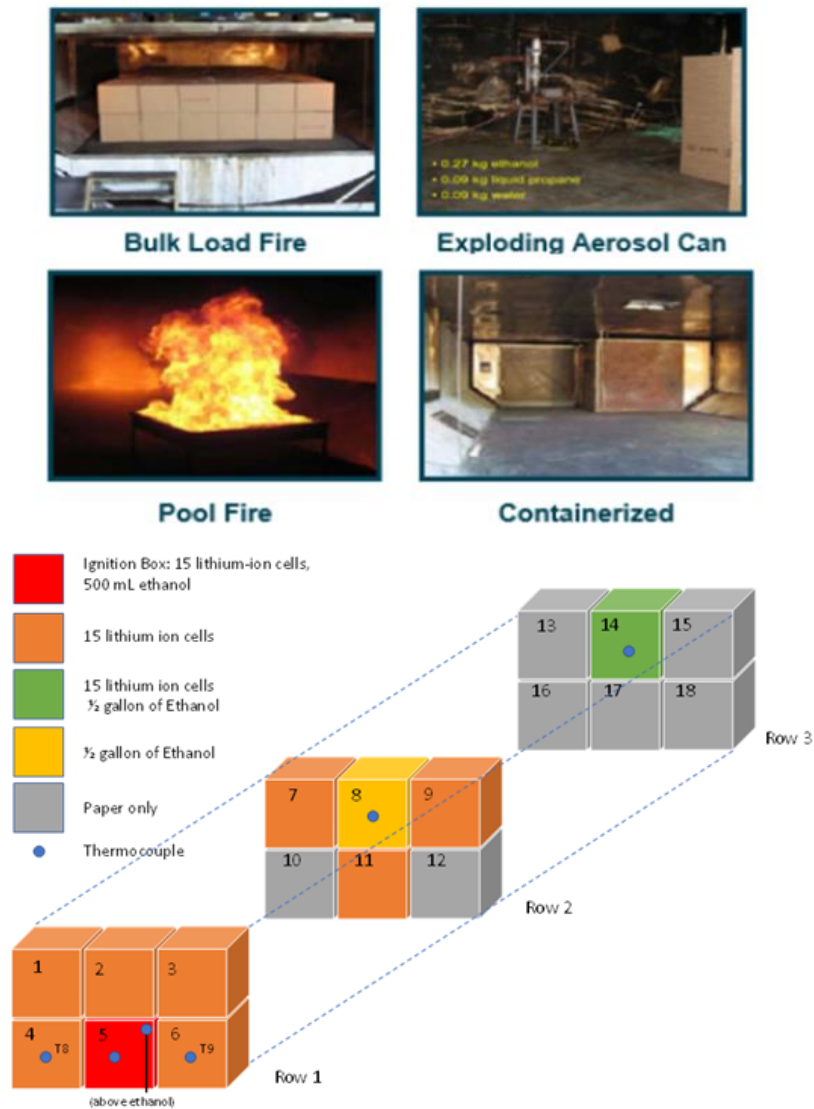 • 0.27 kg ethanol
• 0.09 kg liquid propane
• 0.09 kg water
Bulk Load Fire
Exploding Aerosol Can
Pool Fire
Containerized
Ignition Box: 15 lithium-ion cells,
500 mL ethanol
15 lithium ion cells
15 lithium ion cells
½ gallon of Ethanol
½ gallon of Ethanol
Paper only
Thermocouple
13
14
15
16
17
18
Row 3
7
8
9
10
11
12
Row 2
1
2
3
4
T8
5
6
T9
Row 1
(above ethanol)